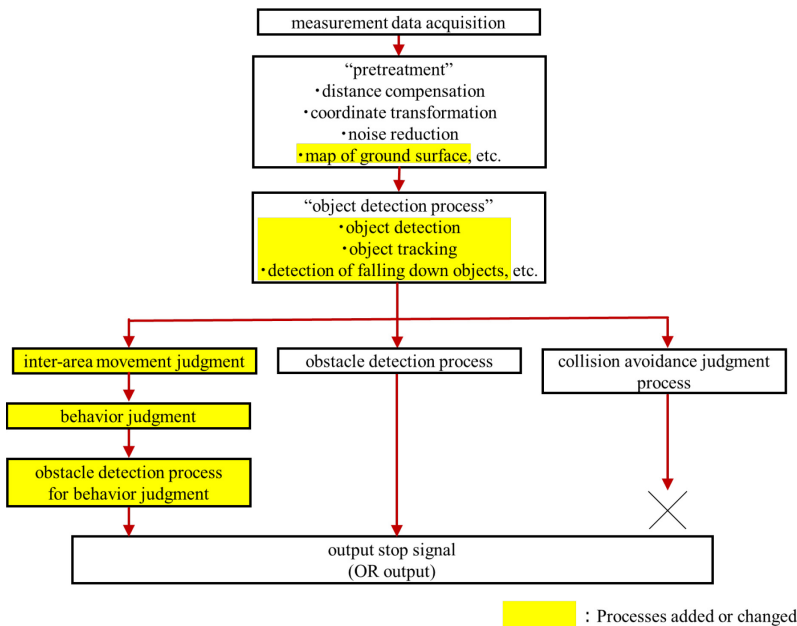 measurement data acquisition
“pretreatment”
・distance compensation
・coordinate transformation
・noise reduction
・map of ground surface, etc.
“object detection process”
・object detection
・object tracking
・detection of falling down objects, etc.
inter-area movement judgment
obstacle detection process
collision avoidance judgment
process
behavior judgment
obstacle detection process
for behavior judgment
output stop signal
(OR output)
：Processes added or changed